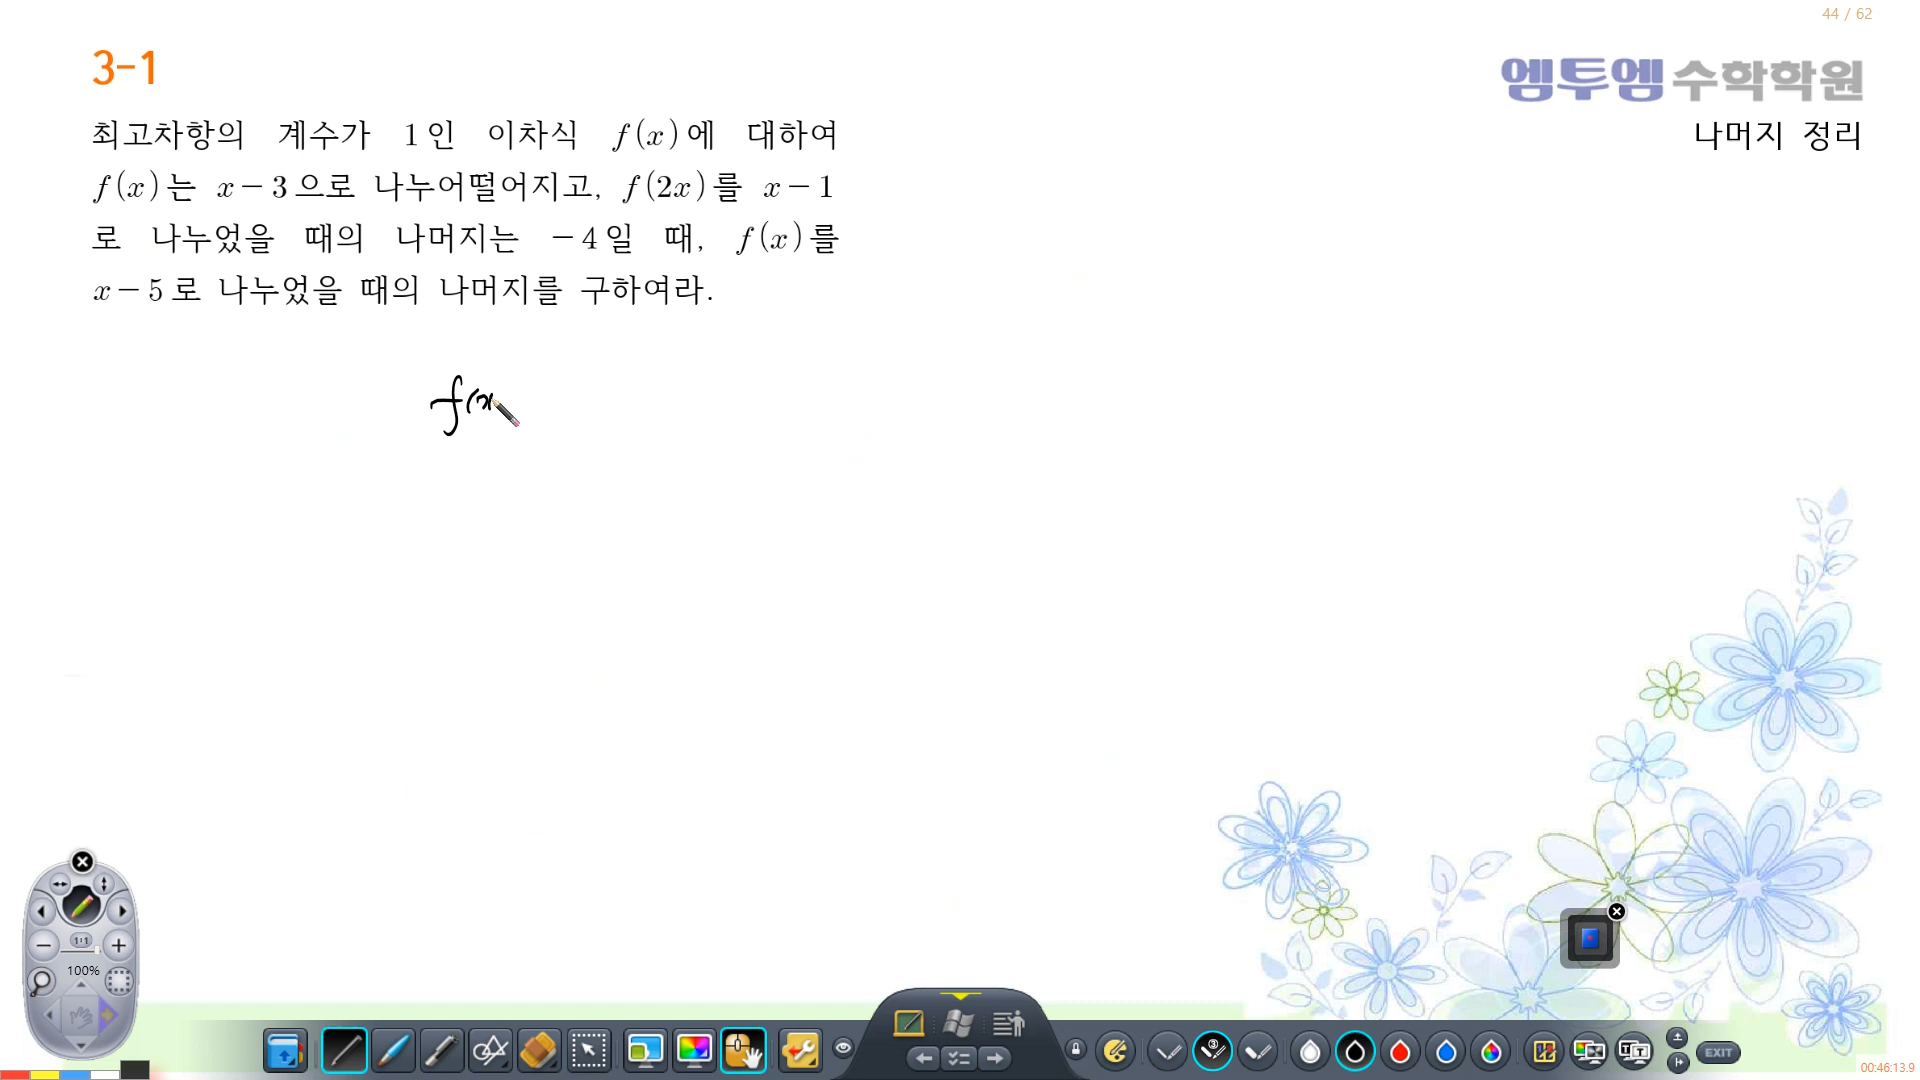 44 / 62
3-1
엠투엠수학학원
나머지 정리
최고차항의 계수가 1인 이차식 f(x)에 대하여
f(x)는 x-3으로 나누어떨어지고, f(2x)를 x-1
로 나누었을 때의 나머지는 -4일 때, f(x)를
x-5로 나누었을 때의 나머지를 구하여라.
f(x
1:1
100%
EXIT
00:46:13.9